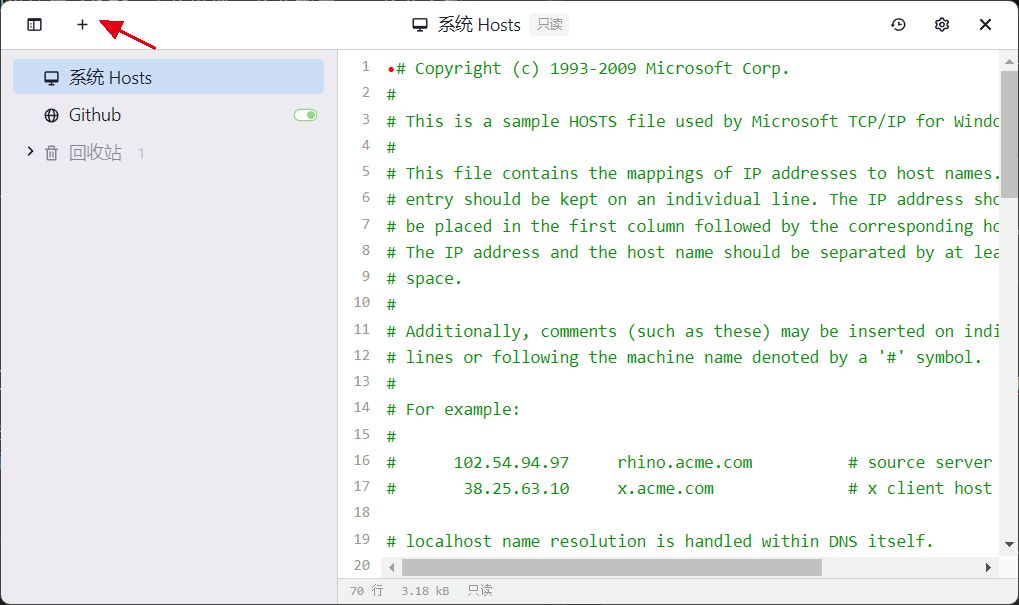 系统 Hosts 只读
系统 Hosts
Github
回收站 1
1 # Copyright (c) 1993-2009 Microsoft Corp.
2 #
3 # This is a sample HOSTS file used by Microsoft TCP/IP for Windo
4 #
5 # This file contains the mappings of IP addresses to host names.
6 # entry should be kept on an individual line. The IP address sho
7 # be placed in the first column followed by the corresponding ho
8 # The IP address and the host name should be separated by at lea
9 # space.
10 #
11 # Additionally, comments (such as these) may be inserted on indi
12 # lines or following the machine name denoted by a '#' symbol.
13 #
14 # For example:
15 #
16 # 102.54.94.97 rhino.acme.com # source server
17 # 38.25.63.10 x.acme.com # x client host
18
19 # localhost name resolution is handled within DNS itself.
20
70 行 3.18 kB 只读